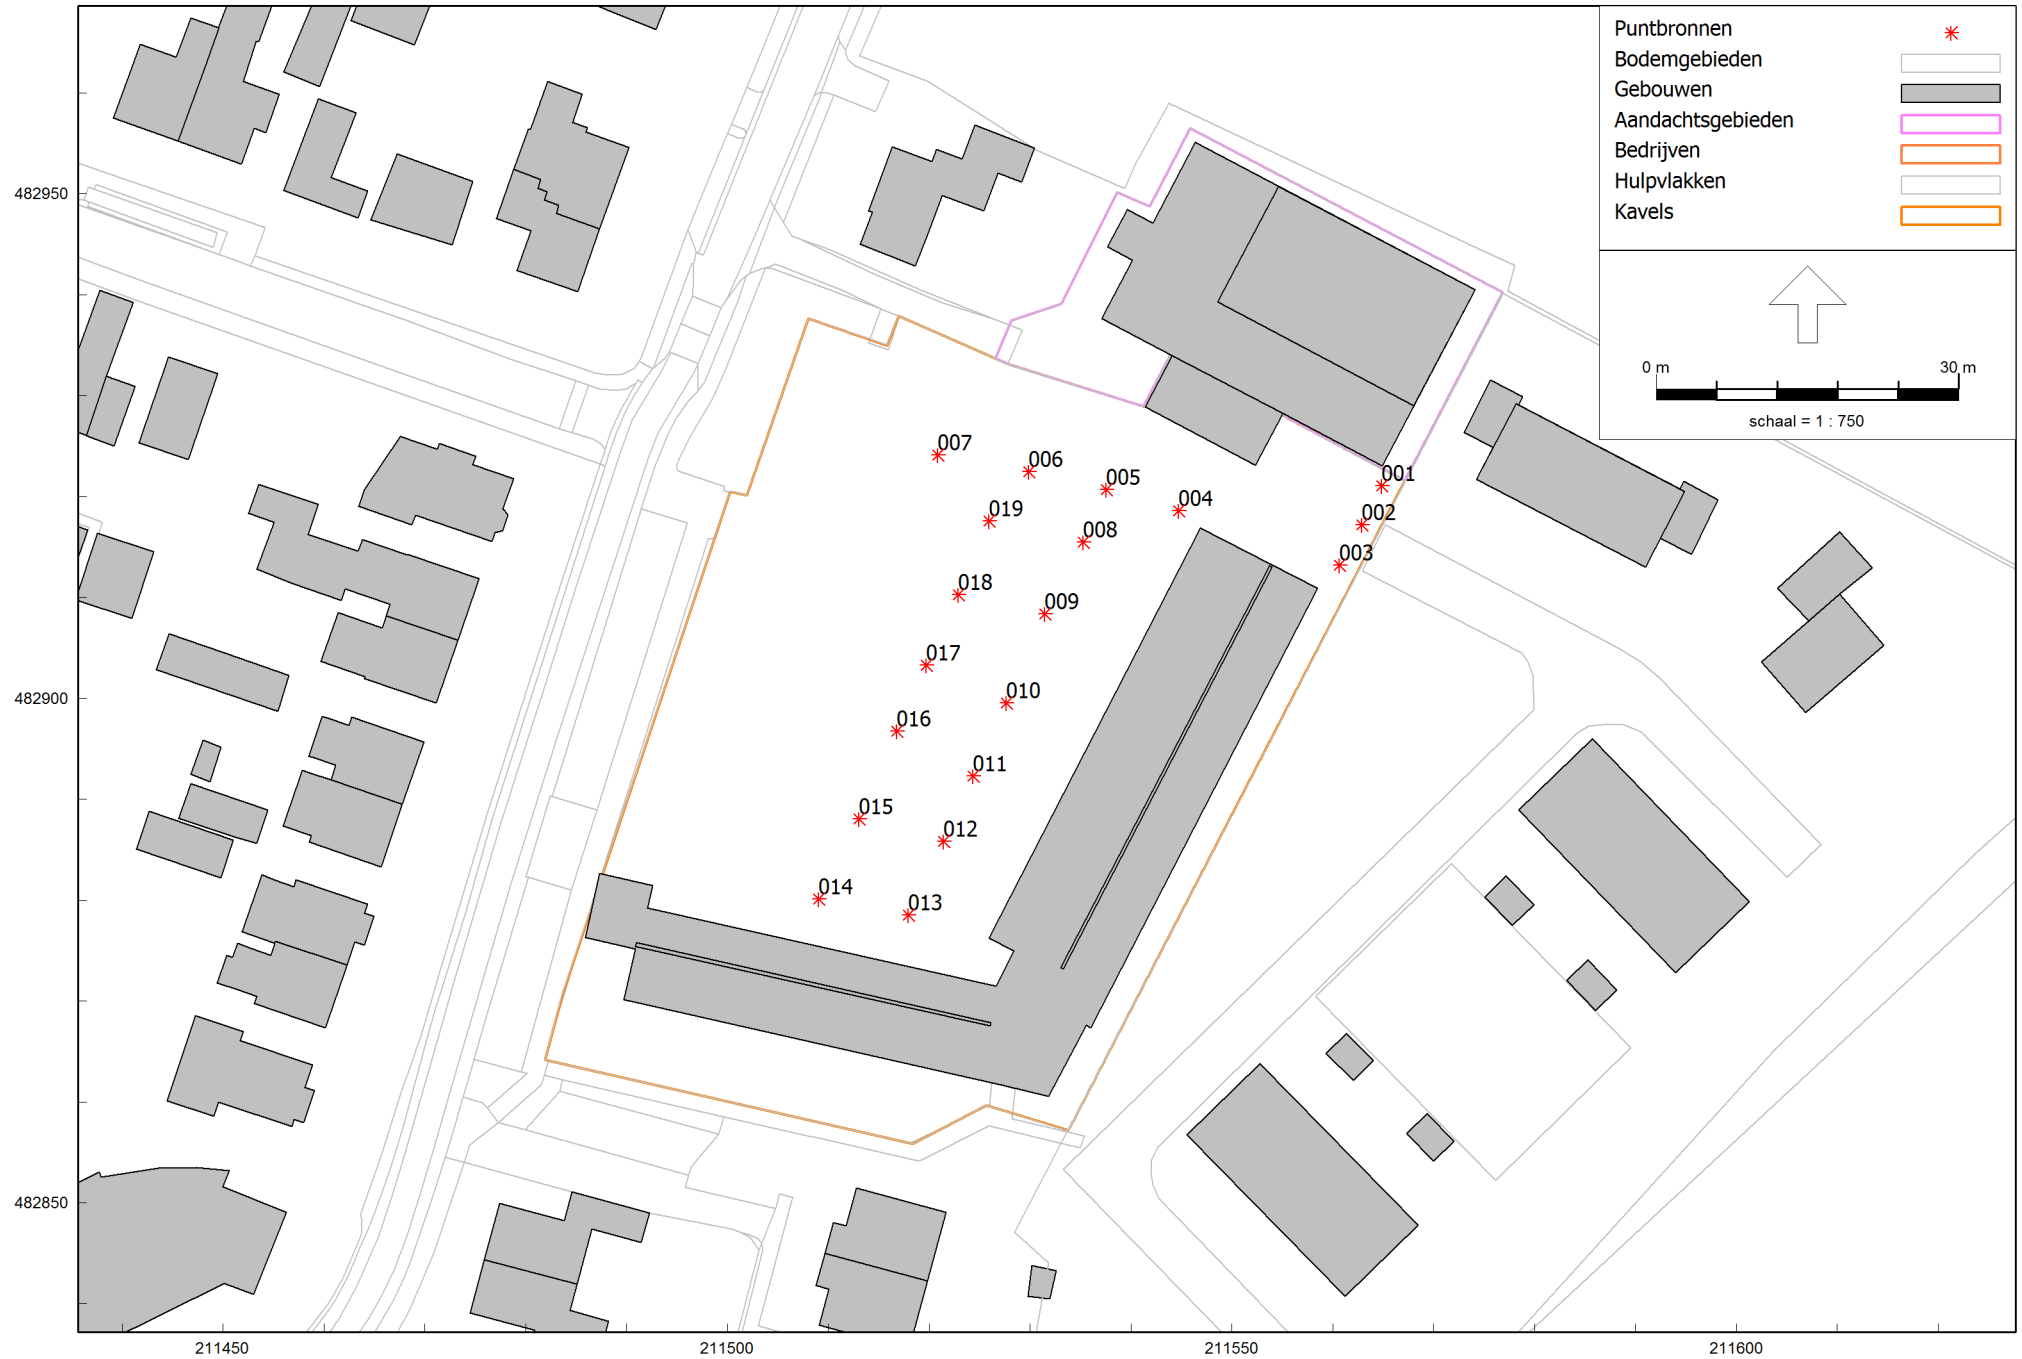 Puntbronnen
Bodemgebieden
Gebouwen
Aandachtsgebieden
Bedrijven
Hulpvlakken
Kavels
0 m 30 m
schaal = 1 : 750
482950
482900
482850
007
006
005
004
001
002
003
019
008
018
009
017
010
016
011
015
012
014
013
211450 211500 211550 211600